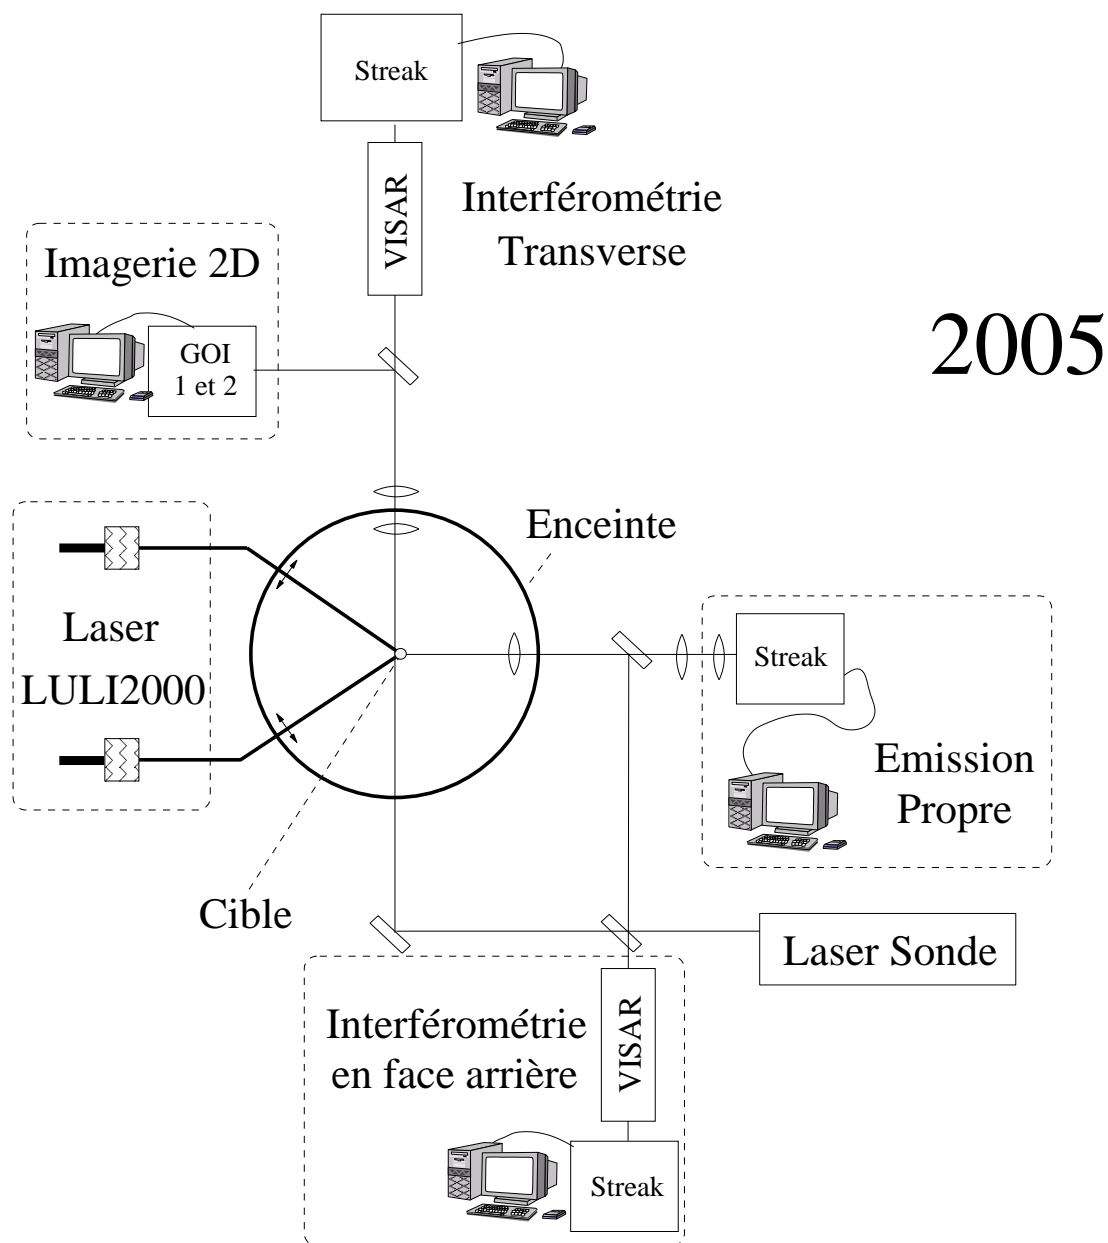 Streak
VISAR
Interférométrie
Transverse
Imagerie 2D
GOI
1 et 2
2005
Enceinte
Laser
LULI2000
Streak
Emission
Propre
Cible
Laser Sonde
Interférométrie
en face arrière
VISAR
Streak